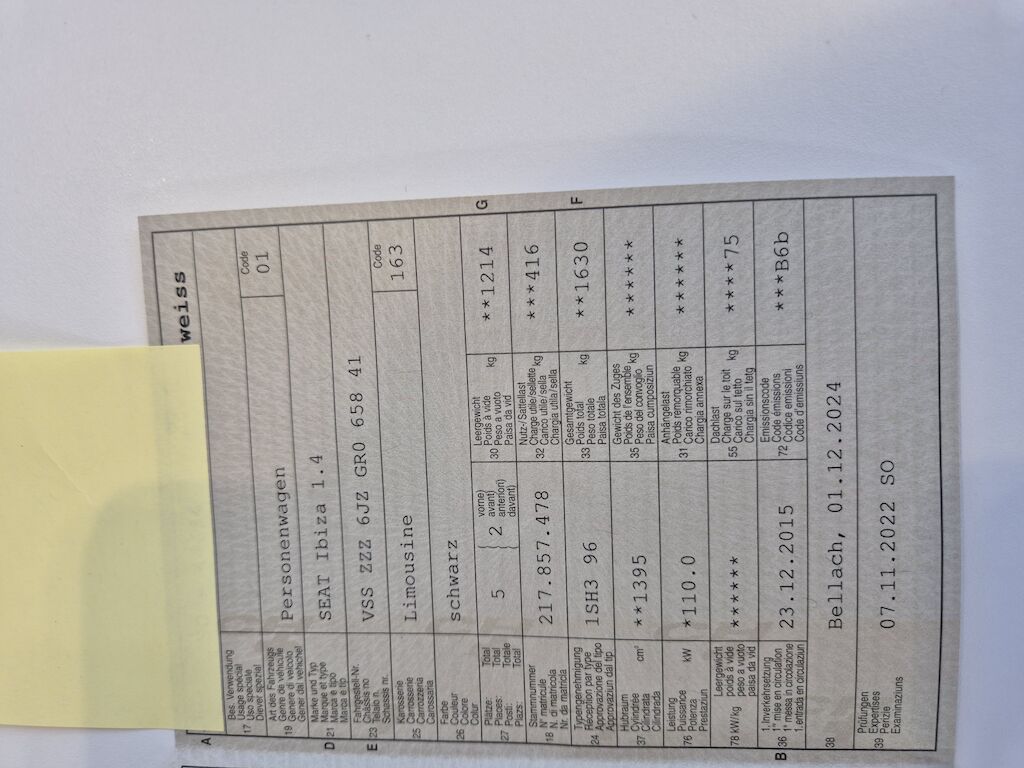 weiss
A
17 Bes. Verwendung
Usage spécial
Uso speciale
Diever spezial
19 Art des Fahrzeugs
Genre de véhicule
Genere di veicolo
Gener da vehichel
Personenwagen
Code
01
D 21 Marke und Typ
Marque et type
Marca e tipo
Marca e tip
SEAT Ibiza 1.4
E 23 Fahrgestell-Nr.
Châssis no
Telaio n.
Schassis nr.
VSS ZZZ 6JZ GR0 658 41
25 Karosserie
Carrosserie
Carrozzeria
Carossaria
Limousine
Code
163
26 Farbe
Couleur
Colore
Colur
schwarz
27 Plätze: Total
Places: Total
Posti: Totale
Plazs: Total
5 2
vorne)
avant)
anteriori)
davant)
30 Leergewicht
Poids à vide
Peso a vuoto
Paisa da vid
kg
**1214
G
18 Stammnummer
N° matricule
N. di matricola
Nr. da matricla
217.857.478
32 Nutz-/Sattellast
Charge utile/sellette
Carico utile/sella
Chargia utila/sella
kg
***416
24 Typengenehmigung
Réception par type
Approvazione del tipo
Approvaziun dal tip
1SH3 96
33 Gesamtgewicht
Poids total
Peso totale
Paisa totala
kg
**1630
F
37 Hubraum
Cylindrée
Cilindrata
Cilindrada
cm³
**1395
35 Gewicht des Zuges
Poids de l'ensemble
Peso del convoglio
Paisa cumposiziun
kg
******
76 Leistung
Puissance
Potenza
Prestaziun
kW
*110.0
31 Anhängelast
Poids remorquable
Carico rimorchiato
Chargia annexa
kg
******
78 kW/kg Leergewicht
poids à vide
peso a vuoto
paisa da vid
******
55 Dachlast
Charge sur le toit
Carico sul tetto
Chargia sin il tetg
kg
****75
B 36 1. Inverkehrsetzung
1re mise en circulation
1a messa in circolazione
1. entrada en circulaziun
23.12.2015
72 Emissionscode
Code émissions
Codice emissioni
Code d'emissiuns
***B6b
38
Bellach, 01.12.2024
39 Prüfungen
Expertises
Perizie
Examinaziuns
07.11.2022 SO